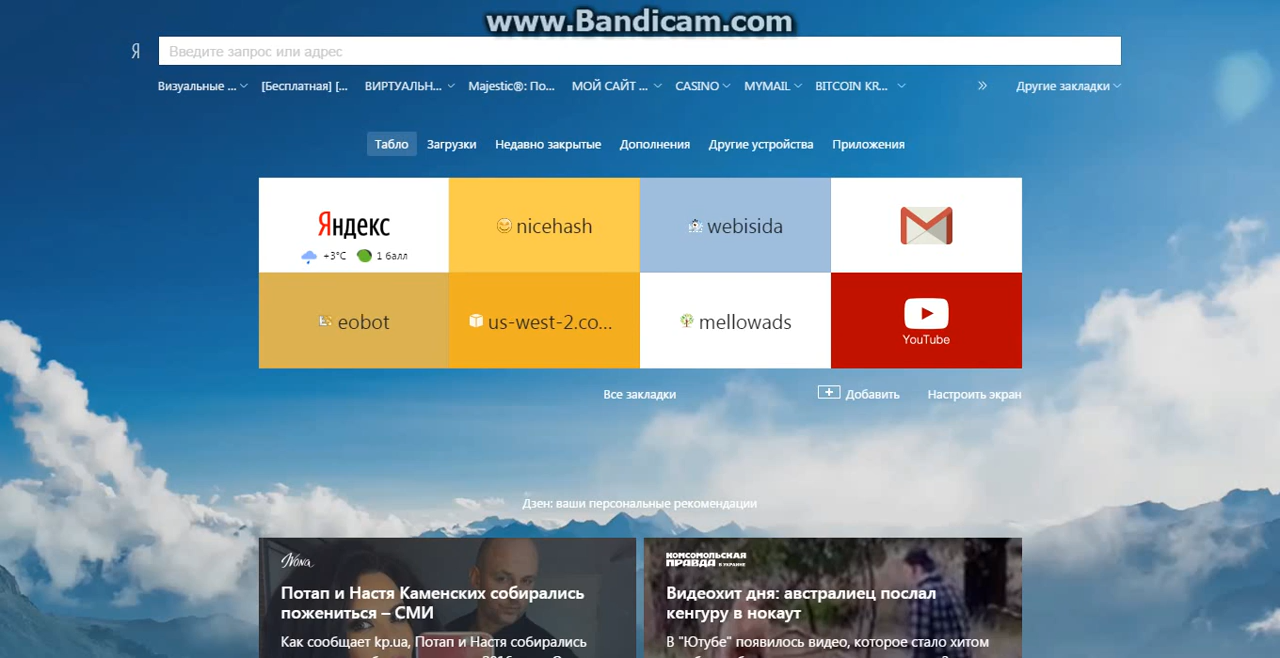 www.Bandicam.com
Я
Введите запрос или адрес
Визуальные ... [Бесплатная] [... ВИРТУАЛЬН... Majestic®: По... МОЙ САЙТ ... CASINO MYMAIL BITCOIN KR... » Другие закладки
Табло Загрузки Недавно закрытые Дополнения Другие устройства Приложения
Яндекс nicehash webisida
+3°C 1 балл
eobot us-west-2.co... mellowads YouTube
Все закладки Добавить Настроить экран
Дзен: ваши персональные рекомендации
КОМСОМОЛЬСКАЯ
ПРАВДА В УКРАИНЕ
Потап и Настя Каменских собирались
пожениться – СМИ
Как сообщает kp.ua, Потап и Настя собирались
Видеохит дня: австралиец послал
кенгуру в нокаут
В "Ютубе" появилось видео, которое стало хитом